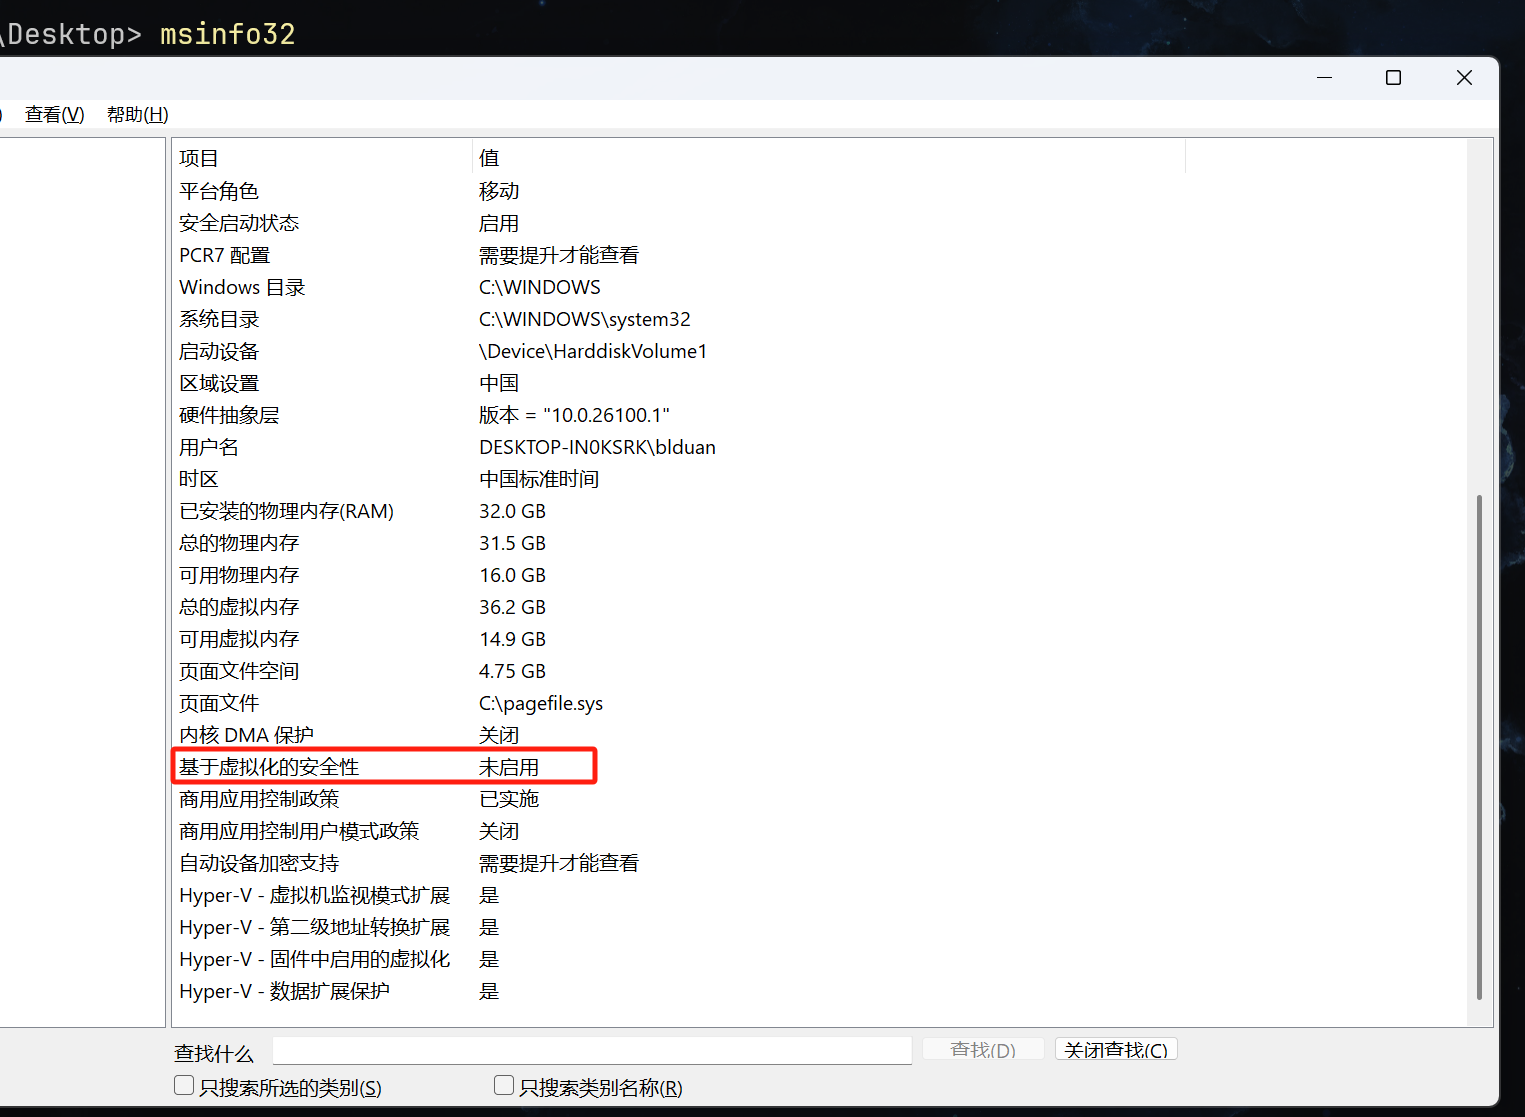 \Desktop> msinfo32
) 查看(V) 帮助(H)
项目 值
平台角色 移动
安全启动状态 启用
PCR7 配置 需要提升才能查看
Windows 目录 C:\WINDOWS
系统目录 C:\WINDOWS\system32
启动设备 \Device\HarddiskVolume1
区域设置 中国
硬件抽象层 版本 = "10.0.26100.1"
用户名 DESKTOP-IN0KSRK\blduan
时区 中国标准时间
已安装的物理内存(RAM) 32.0 GB
总的物理内存 31.5 GB
可用物理内存 16.0 GB
总的虚拟内存 36.2 GB
可用虚拟内存 14.9 GB
页面文件空间 4.75 GB
页面文件 C:\pagefile.sys
内核 DMA 保护 关闭
基于虚拟化的安全性 未启用
商用应用控制政策 已实施
商用应用控制用户模式政策 关闭
自动设备加密支持 需要提升才能查看
Hyper-V - 虚拟机监视模式扩展 是
Hyper-V - 第二级地址转换扩展 是
Hyper-V - 固件中启用的虚拟化 是
Hyper-V - 数据扩展保护 是
查找什么 查找(D) 关闭查找(C)
只搜索所选的类别(S) 只搜索类别名称(R)